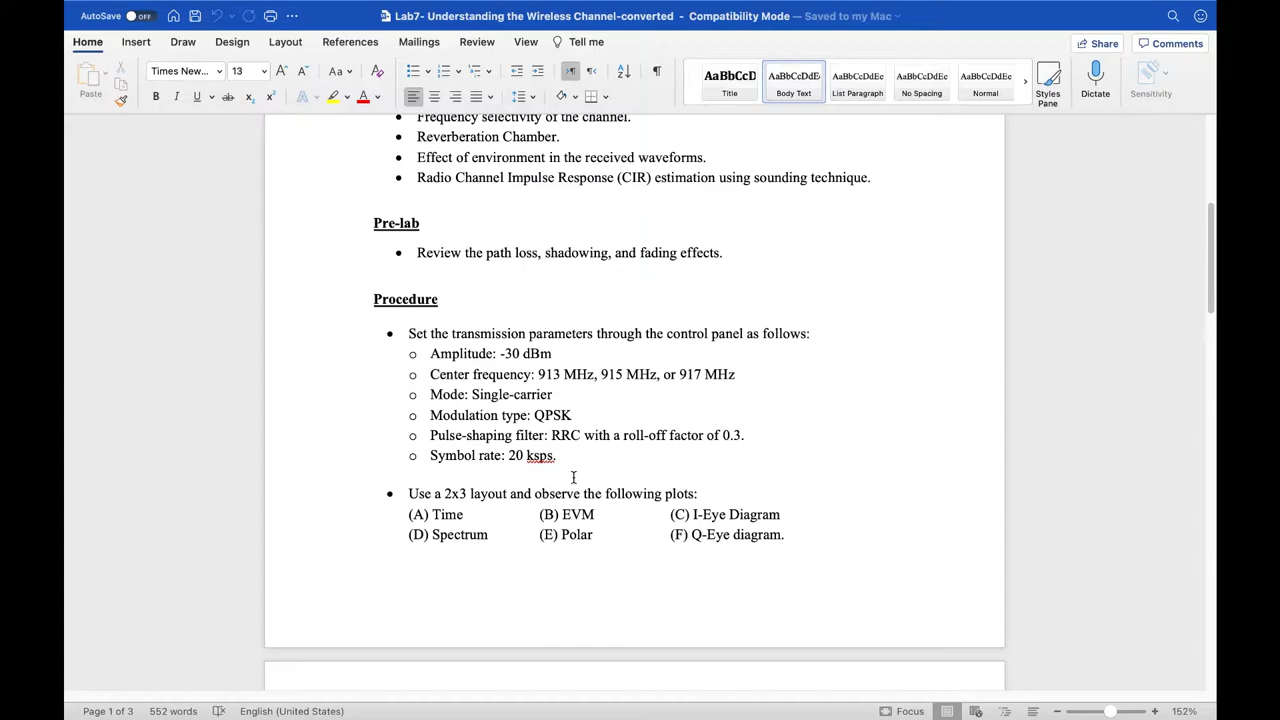 AutoSave OFF
Lab7- Understanding the Wireless Channel-converted - Compatibility Mode — Saved to my Mac
Home Insert Draw Design Layout References Mailings Review View Tell me
Share Comments
Paste
Times New... 13 A A Aa A
B I U ab x2 x2 A A
AaBbCcD AaBbCcDdEe AaBbCcDdEe AaBbCcDdEe AaBbCcDdEe
Title Body Text List Paragraph No Spacing Normal
Styles Pane
Dictate
Sensitivity
• Frequency selectivity of the channel.
• Reverberation Chamber.
• Effect of environment in the received waveforms.
• Radio Channel Impulse Response (CIR) estimation using sounding technique.
Pre-lab
• Review the path loss, shadowing, and fading effects.
Procedure
• Set the transmission parameters through the control panel as follows:
o Amplitude: -30 dBm
o Center frequency: 913 MHz, 915 MHz, or 917 MHz
o Mode: Single-carrier
o Modulation type: QPSK
o Pulse-shaping filter: RRC with a roll-off factor of 0.3.
o Symbol rate: 20 ksps.
• Use a 2x3 layout and observe the following plots:
(A) Time (B) EVM (C) I-Eye Diagram
(D) Spectrum (E) Polar (F) Q-Eye diagram.
Page 1 of 3 552 words English (United States) Focus 152%